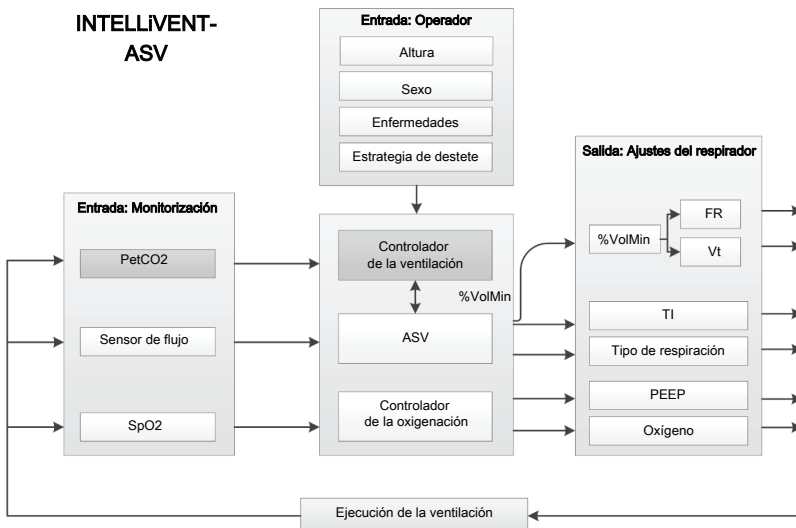 INTELLiVENT-
ASV
Entrada: Operador
Altura
Sexo
Enfermedades
Estrategia de destete
Entrada: Monitorización
PetCO2
Sensor de flujo
SpO2
Controlador
de la ventilación
%VolMin
ASV
Controlador
de la oxigenación
Salida: Ajustes del respirador
%VolMin
FR
Vt
TI
Tipo de respiración
PEEP
Oxígeno
Ejecución de la ventilación